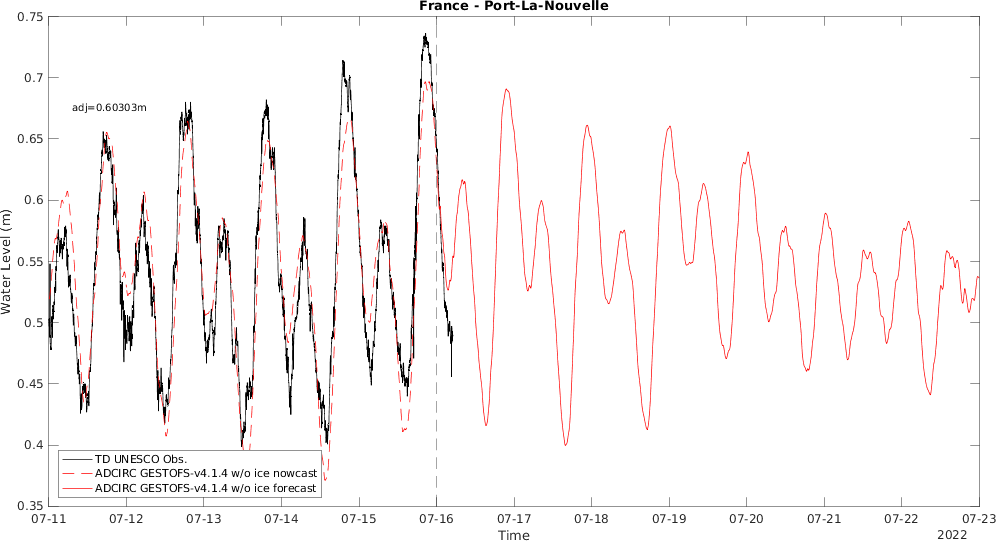 France - Port-La-Nouvelle
0.75
0.7
0.65
0.6
0.55
0.5
0.45
0.4
0.35
Water Level (m)
adj=0.60303m
TD UNESCO Obs.
ADCIRC GESTOFS-v4.1.4 w/o ice nowcast
ADCIRC GESTOFS-v4.1.4 w/o ice forecast
07-11 07-12 07-13 07-14 07-15 07-16 07-17 07-18 07-19 07-20 07-21 07-22 07-23
Time
2022